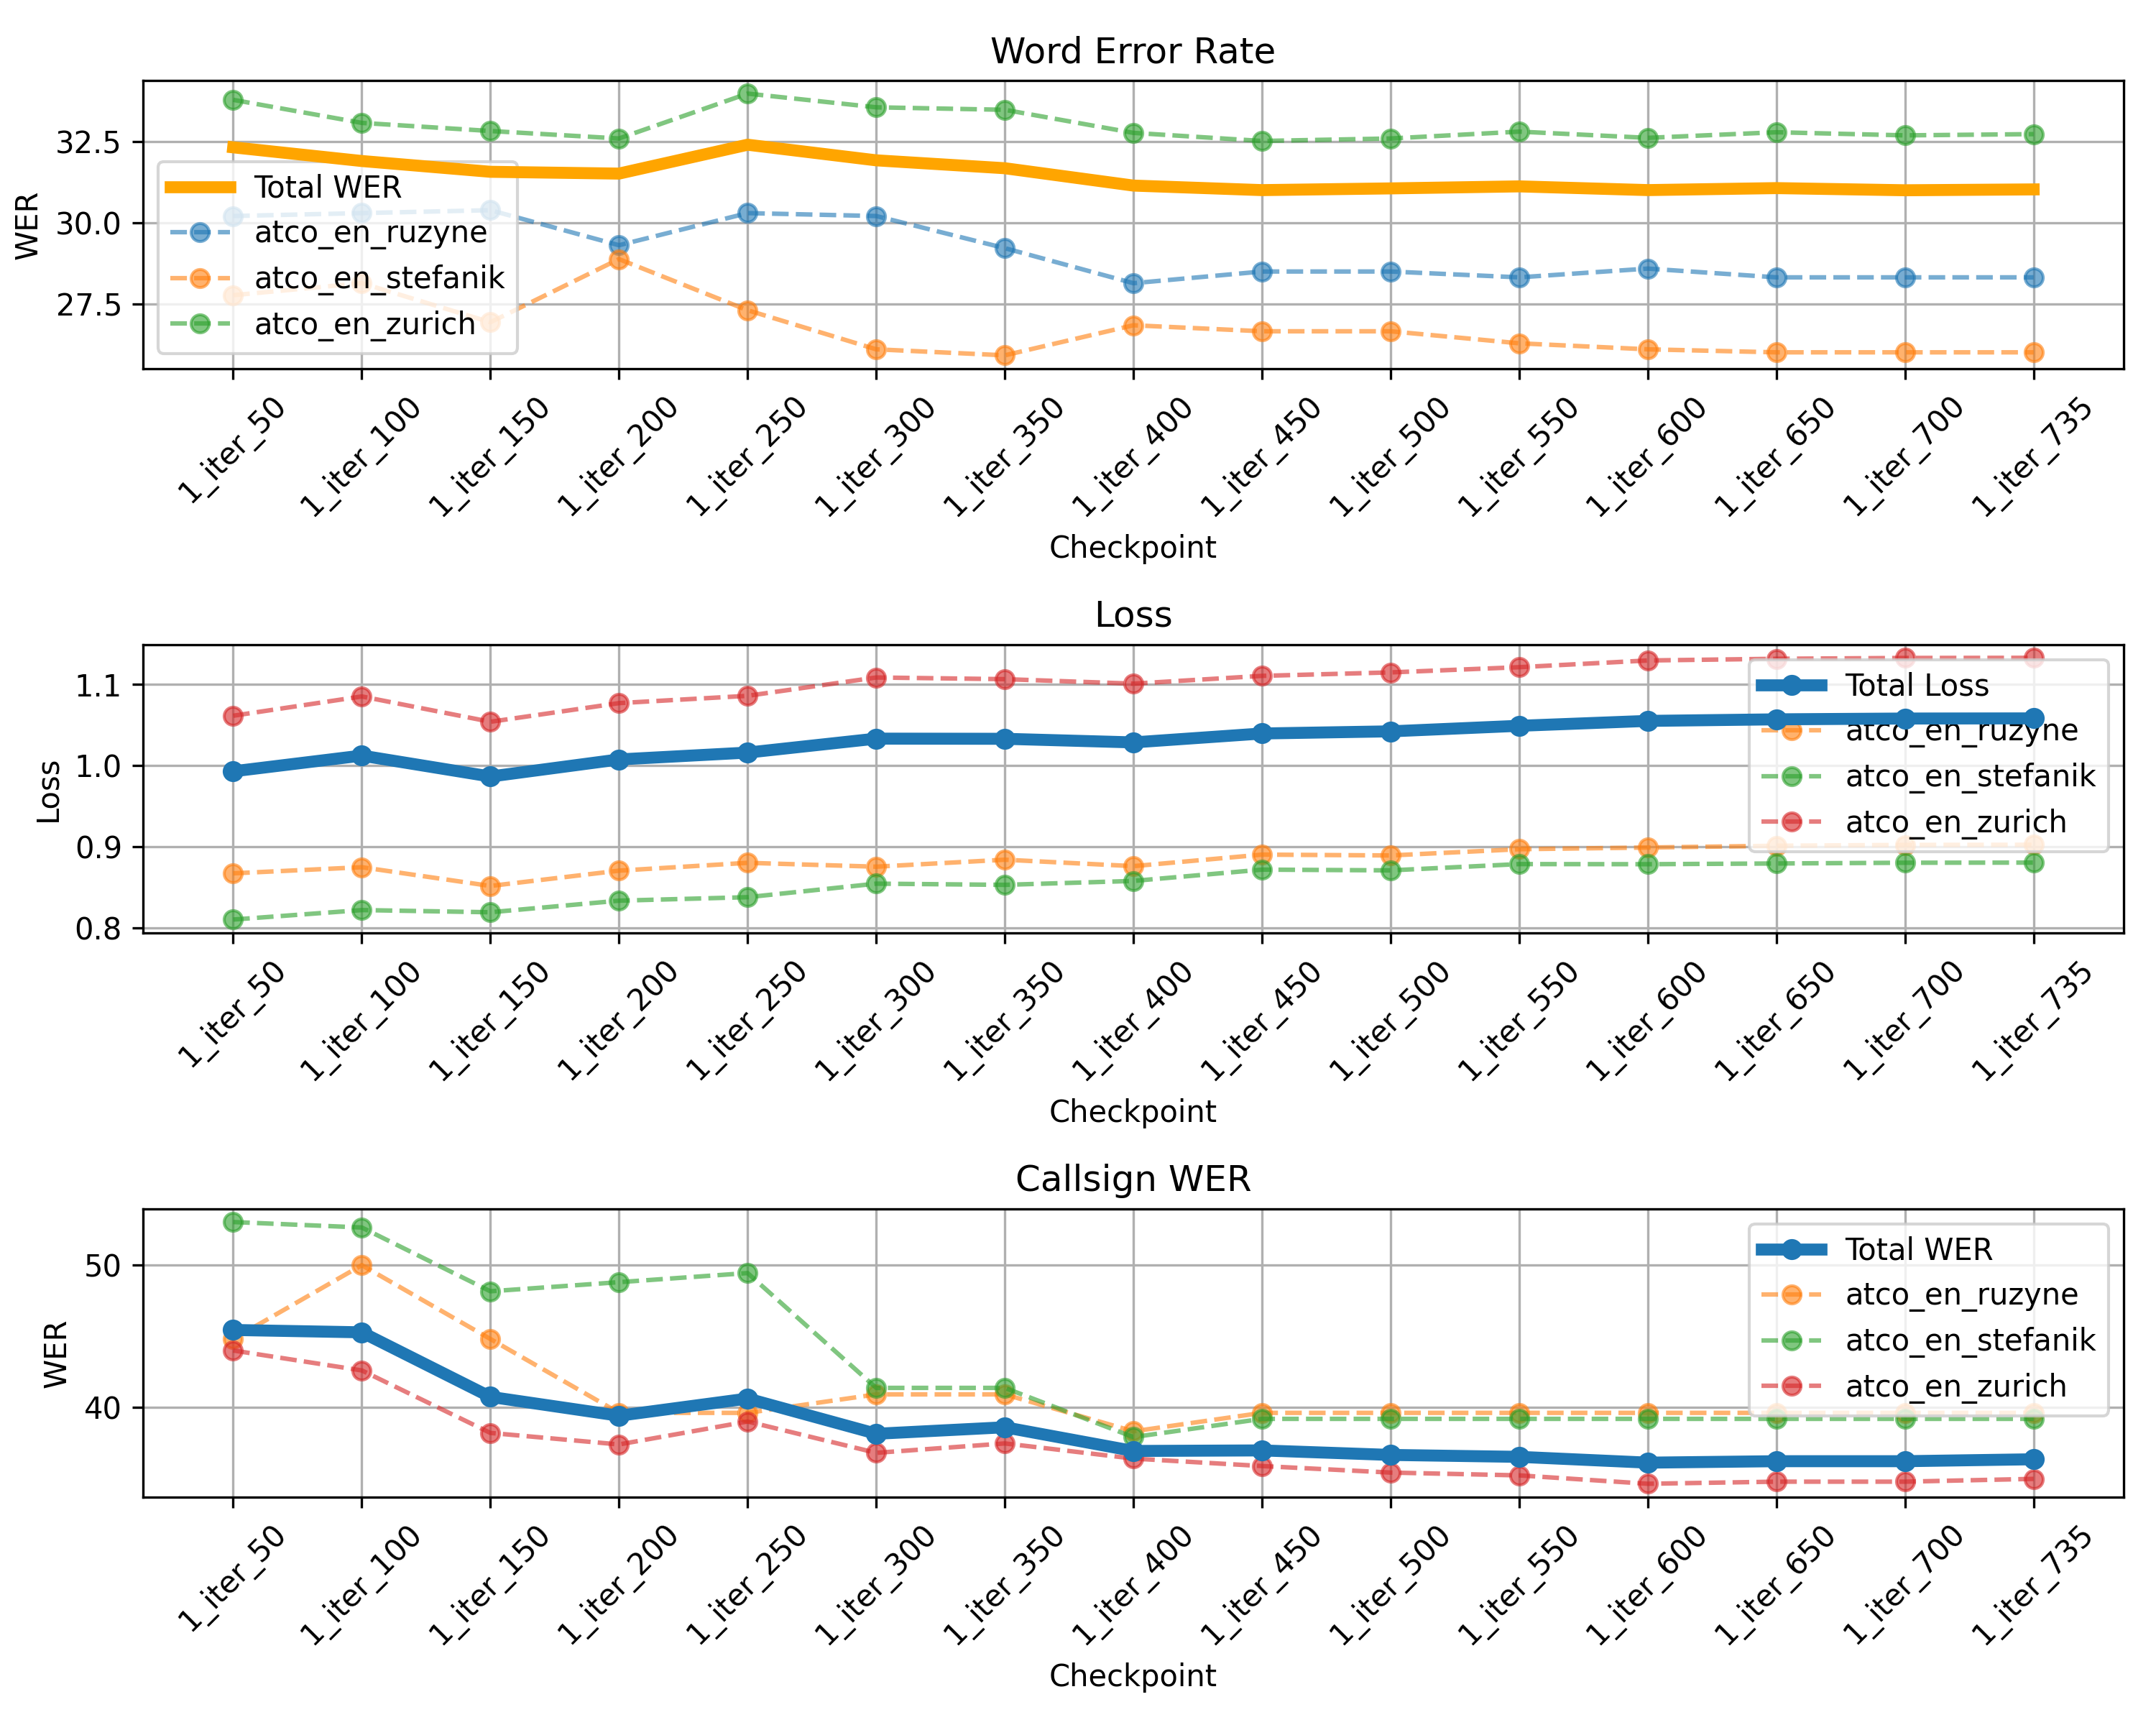 Word Error Rate
WER
32.5
30.0
27.5
Total WER
atco_en_ruzyne
atco_en_stefanik
atco_en_zurich
1_iter_50
1_iter_100
1_iter_150
1_iter_200
1_iter_250
1_iter_300
1_iter_350
1_iter_400
1_iter_450
1_iter_500
1_iter_550
1_iter_600
1_iter_650
1_iter_700
1_iter_735
Checkpoint
Loss
Loss
1.1
1.0
0.9
0.8
Total Loss
atco_en_ruzyne
atco_en_stefanik
atco_en_zurich
1_iter_50
1_iter_100
1_iter_150
1_iter_200
1_iter_250
1_iter_300
1_iter_350
1_iter_400
1_iter_450
1_iter_500
1_iter_550
1_iter_600
1_iter_650
1_iter_700
1_iter_735
Checkpoint
Callsign WER
WER
50
40
Total WER
atco_en_ruzyne
atco_en_stefanik
atco_en_zurich
1_iter_50
1_iter_100
1_iter_150
1_iter_200
1_iter_250
1_iter_300
1_iter_350
1_iter_400
1_iter_450
1_iter_500
1_iter_550
1_iter_600
1_iter_650
1_iter_700
1_iter_735
Checkpoint